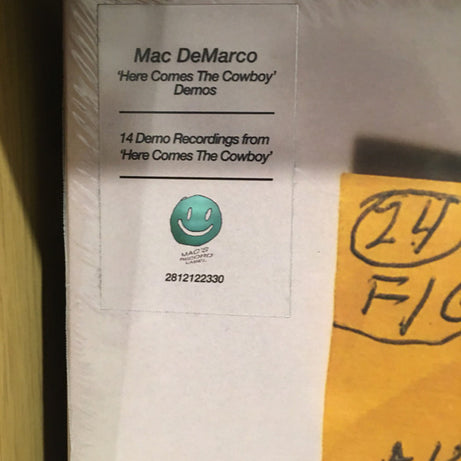 Mac DeMarco
'Here Comes The Cowboy'
Demos
14 Demo Recordings from
'Here Comes The Cowboy'
MAC'S
RECORD
LABEL
2812122330
24
F/